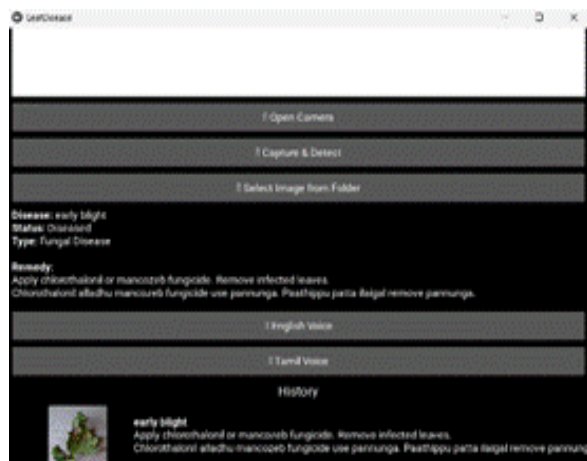 LeafDisease
Open Camera
Capture & Detect
Select Image from Folder
Disease: early blight
Status: Diseased
Type: Fungal Disease
Remedy:
Apply chlorothalonil or mancozeb fungicide. Remove infected leaves.
Chlorothalonil alladhu mancozeb fungicide use pannunga. Paathippu patta ilaigal remove pannunga.
English Voice
Tamil Voice
History
early blight
Apply chlorothalonil or mancozeb fungicide. Remove infected leaves.
Chlorothalonil alladhu mancozeb fungicide use pannunga. Paathippu patta ilaigal remove